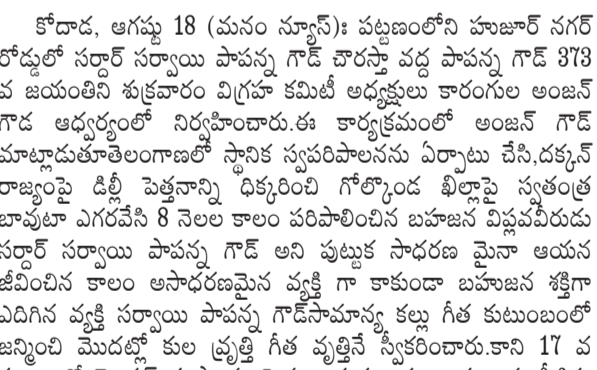 కోదాడ, ఆగష్టు 18 (మనం న్యూస్)ః పట్టణంలోని హుజూర్ నగర్
రోడ్డులో సర్దార్ సర్వాయి పాపన్న గౌడ్ చౌరస్తా వద్ద పాపన్న గౌడ్ 373
వ జయంతిని శుక్రవారం విగ్రహ కమిటీ అధ్యక్షులు కారంగుల అంజన్
గౌడ ఆధ్వర్యంలో నిర్వహించారు.ఈ కార్యక్రమంలో అంజన్ గౌడ్
మాట్లాడుతూతెలంగాణలో స్థానిక స్వపరిపాలనను ఏర్పాటు చేసి,దక్కన్
రాజ్యంపై డిల్లీ పెత్తనాన్ని ధిక్కరించి గోల్కొండ ఖిల్లాపై స్వతంత్ర
బావుటా ఎగరవేసి 8 నెలల కాలం పరిపాలించిన బహజన విప్లవవీరుడు
సర్దార్ సర్వాయి పాపన్న గౌడ్ అని పుట్టుక సాధరణ మైనా ఆయన
జీవించిన కాలం అసాధరణమైన వ్యక్తి గా కాకుండా బహుజన శక్తిగా
ఎదిగిన వ్యక్తి సర్వాయి పాపన్న గౌడ్‌సామాన్య కల్లు గీత కుటుంబంలో
జన్మించి మొదట్లో కుల వ్రృత్తి గీత వృత్తినే స్వీకరించారు.కాని 17 వ